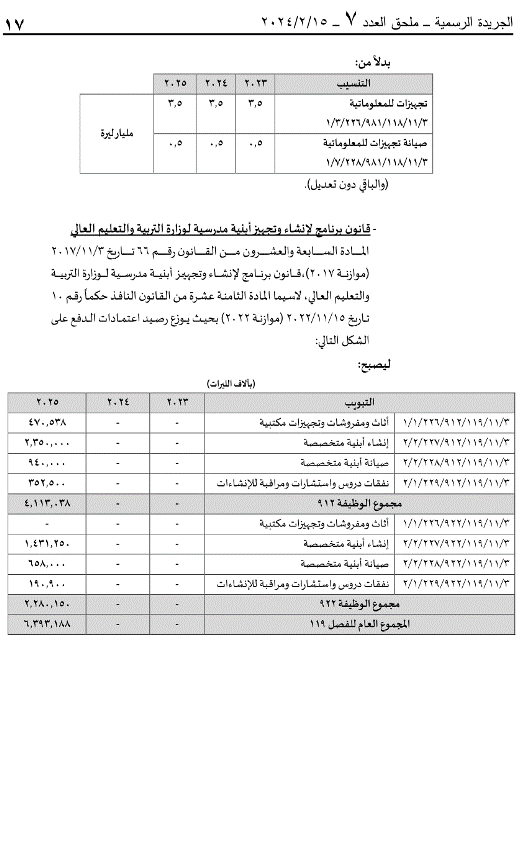 الجريدة الرسمية – ملحق العدد ٧ – ٢٠٢٤/٢/١٥ ١٧
بدلاً من:
التنسيب ٢٠٢٣ ٢٠٢٤ ٢٠٢٥
تجهيزات للمعلوماتية ٣,٥ ٣,٥ ٣,٥ مليار ليرة
١/٣/٢٢٦/٩٨١/١١٨/١١/٣
صيانة تجهيزات للمعلوماتية ٠,٥ ٠,٥ ٠,٥
١/٧/٢٢٨/٩٨١/١١٨/١١/٣
(والباقي دون تعديل).
- قانون برنامج لإنشاء وتجهيز أبنية مدرسية لوزارة التربية والتعليم العالي
المادة السابعة والعشرون من القانون رقم ٦٦ تاريخ ٢٠١٧/١١/٣
(موازنة ٢٠١٧)، قانون برنامج لإنشاء وتجهيز أبنية مدرسية لوزارة التربية
والتعليم العالي، لاسيما المادة الثامنة عشرة من القانون النافذ حكماً رقم ١٠
تاريخ ٢٠٢٢/١١/١٥ (موازنة ٢٠٢٢) بحيث يوزع رصيد اعتمادات الدفع على
الشكل التالي:
ليصبح:
(بآلاف الليرات)
التبويب ٢٠٢٣ ٢٠٢٤ ٢٠٢٥
١/١/٢٢٦/٩١٢/١١٩/١١/٣ أثاث ومفروشات وتجهيزات مكتبية - - ٤٧٠,٥٣٨
٢/٢/٢٢٧/٩١٢/١١٩/١١/٣ إنشاء أبنية متخصصة - - ٢,٣٥٠,٠٠٠
٢/٢/٢٢٨/٩١٢/١١٩/١١/٣ صيانة أبنية متخصصة - - ٩٤٠,٠٠٠
٢/١/٢٢٩/٩١٢/١١٩/١١/٣ نفقات دروس واستشارات ومراقبة للإنشاءات - - ٣٥٢,٥٠٠
مجموع الوظيفة ٩١٢ - - ٤,١١٣,٠٣٨
١/١/٢٢٦/٩٢٢/١١٩/١١/٣ أثاث ومفروشات وتجهيزات مكتبية - - -
٢/٢/٢٢٧/٩٢٢/١١٩/١١/٣ إنشاء أبنية متخصصة - - ١,٤٣١,٢٥٠
٢/٢/٢٢٨/٩٢٢/١١٩/١١/٣ صيانة أبنية متخصصة - - ٦٥٨,٠٠٠
٢/١/٢٢٩/٩٢٢/١١٩/١١/٣ نفقات دروس واستشارات ومراقبة للإنشاءات - - ١٩٠,٩٠٠
مجموع الوظيفة ٩٢٢ - - ٢,٢٨٠,١٥٠
المجموع العام للفصل ١١٩ - - ٦,٣٩٣,١٨٨